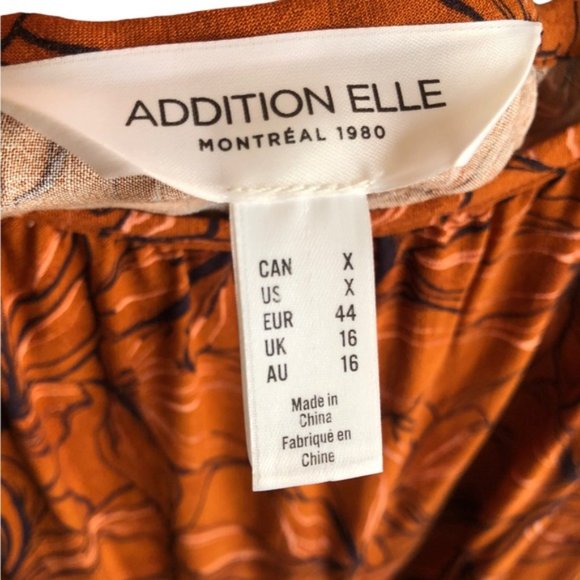 ADDITION ELLE
MONTRÉAL 1980
CAN X
US X
EUR 44
UK 16
AU 16
Made in
China
Fabriqué en
Chine